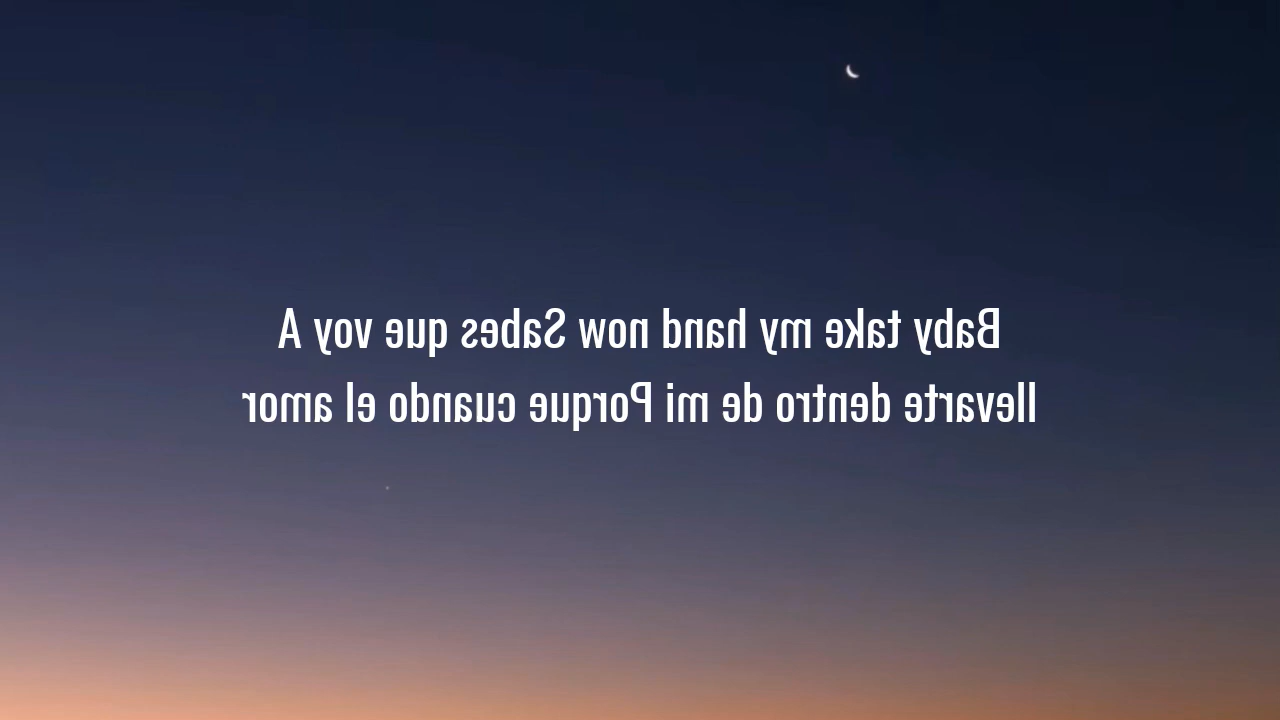 Baby take my hand now Sabes que voy A
llevarte dentro de mi Porque cuando el amor